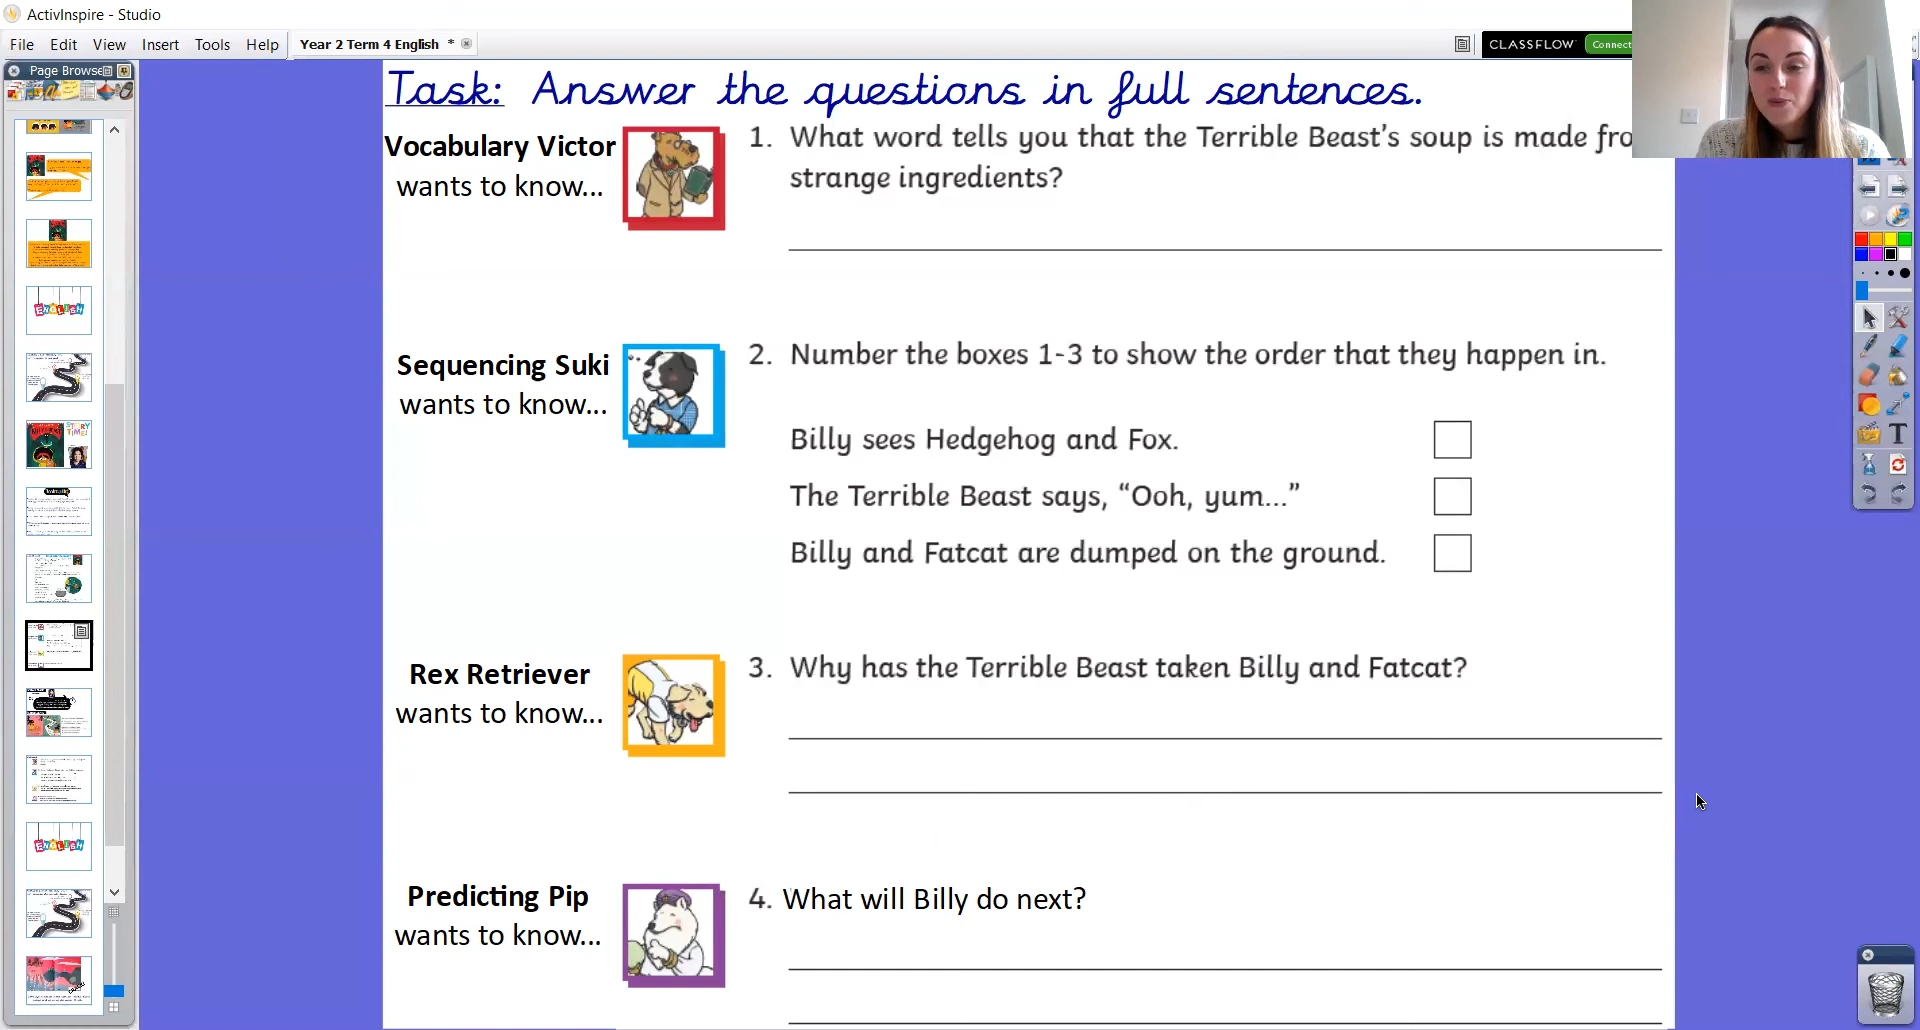 ActivInspire - Studio
File Edit View Insert Tools Help
Year 2 Term 4 English *
CLASSFLOW Connect
Page Browse
Task: Answer the questions in full sentences.
Vocabulary Victor
wants to know...
1. What word tells you that the Terrible Beast's soup is made fro
strange ingredients?
Sequencing Suki
wants to know...
2. Number the boxes 1-3 to show the order that they happen in.
Billy sees Hedgehog and Fox.
The Terrible Beast says, “Ooh, yum...”
Billy and Fatcat are dumped on the ground.
Rex Retriever
wants to know...
3. Why has the Terrible Beast taken Billy and Fatcat?
Predicting Pip
wants to know...
4. What will Billy do next?
ENGLISH
STORY
TIME!
ENGLISH
T